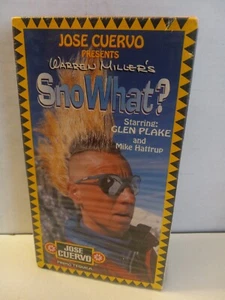 JOSE CUERVO
PRESENTS
WARREN MILLER'S
SnoWhat?
Starring:
GLEN PLAKE
and
Mike Hattrup
JOSE
CUERVO